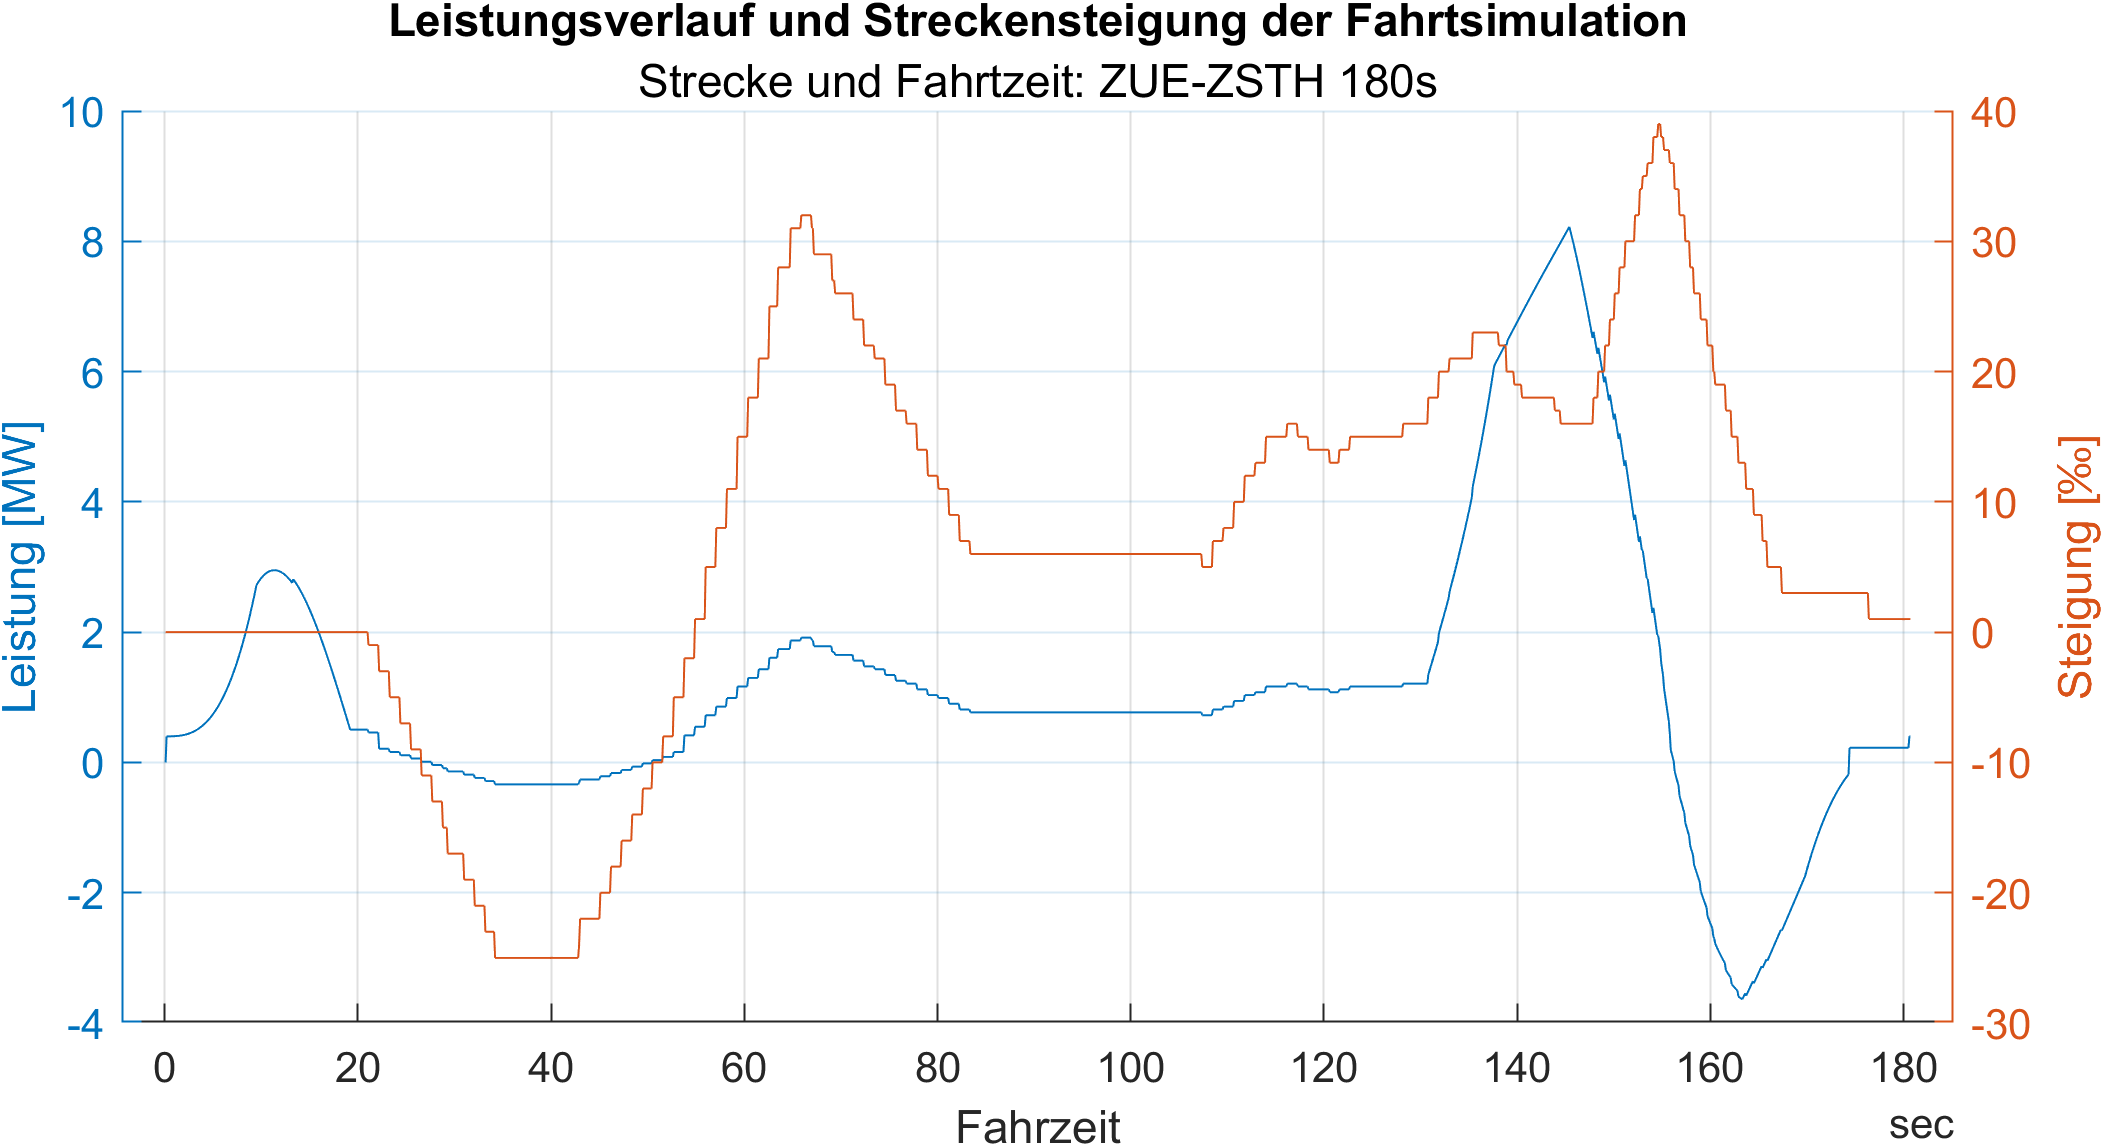 Leistungsverlauf und Streckensteigung der Fahrtsimulation
Strecke und Fahrtzeit: ZUE-ZSTH 180s
10
8
6
4
2
0
-2
-4
Leistung [MW]
40
30
20
10
0
-10
-20
-30
Steigung [‰]
0 20 40 60 80 100 120 140 160 180
Fahrzeit
sec